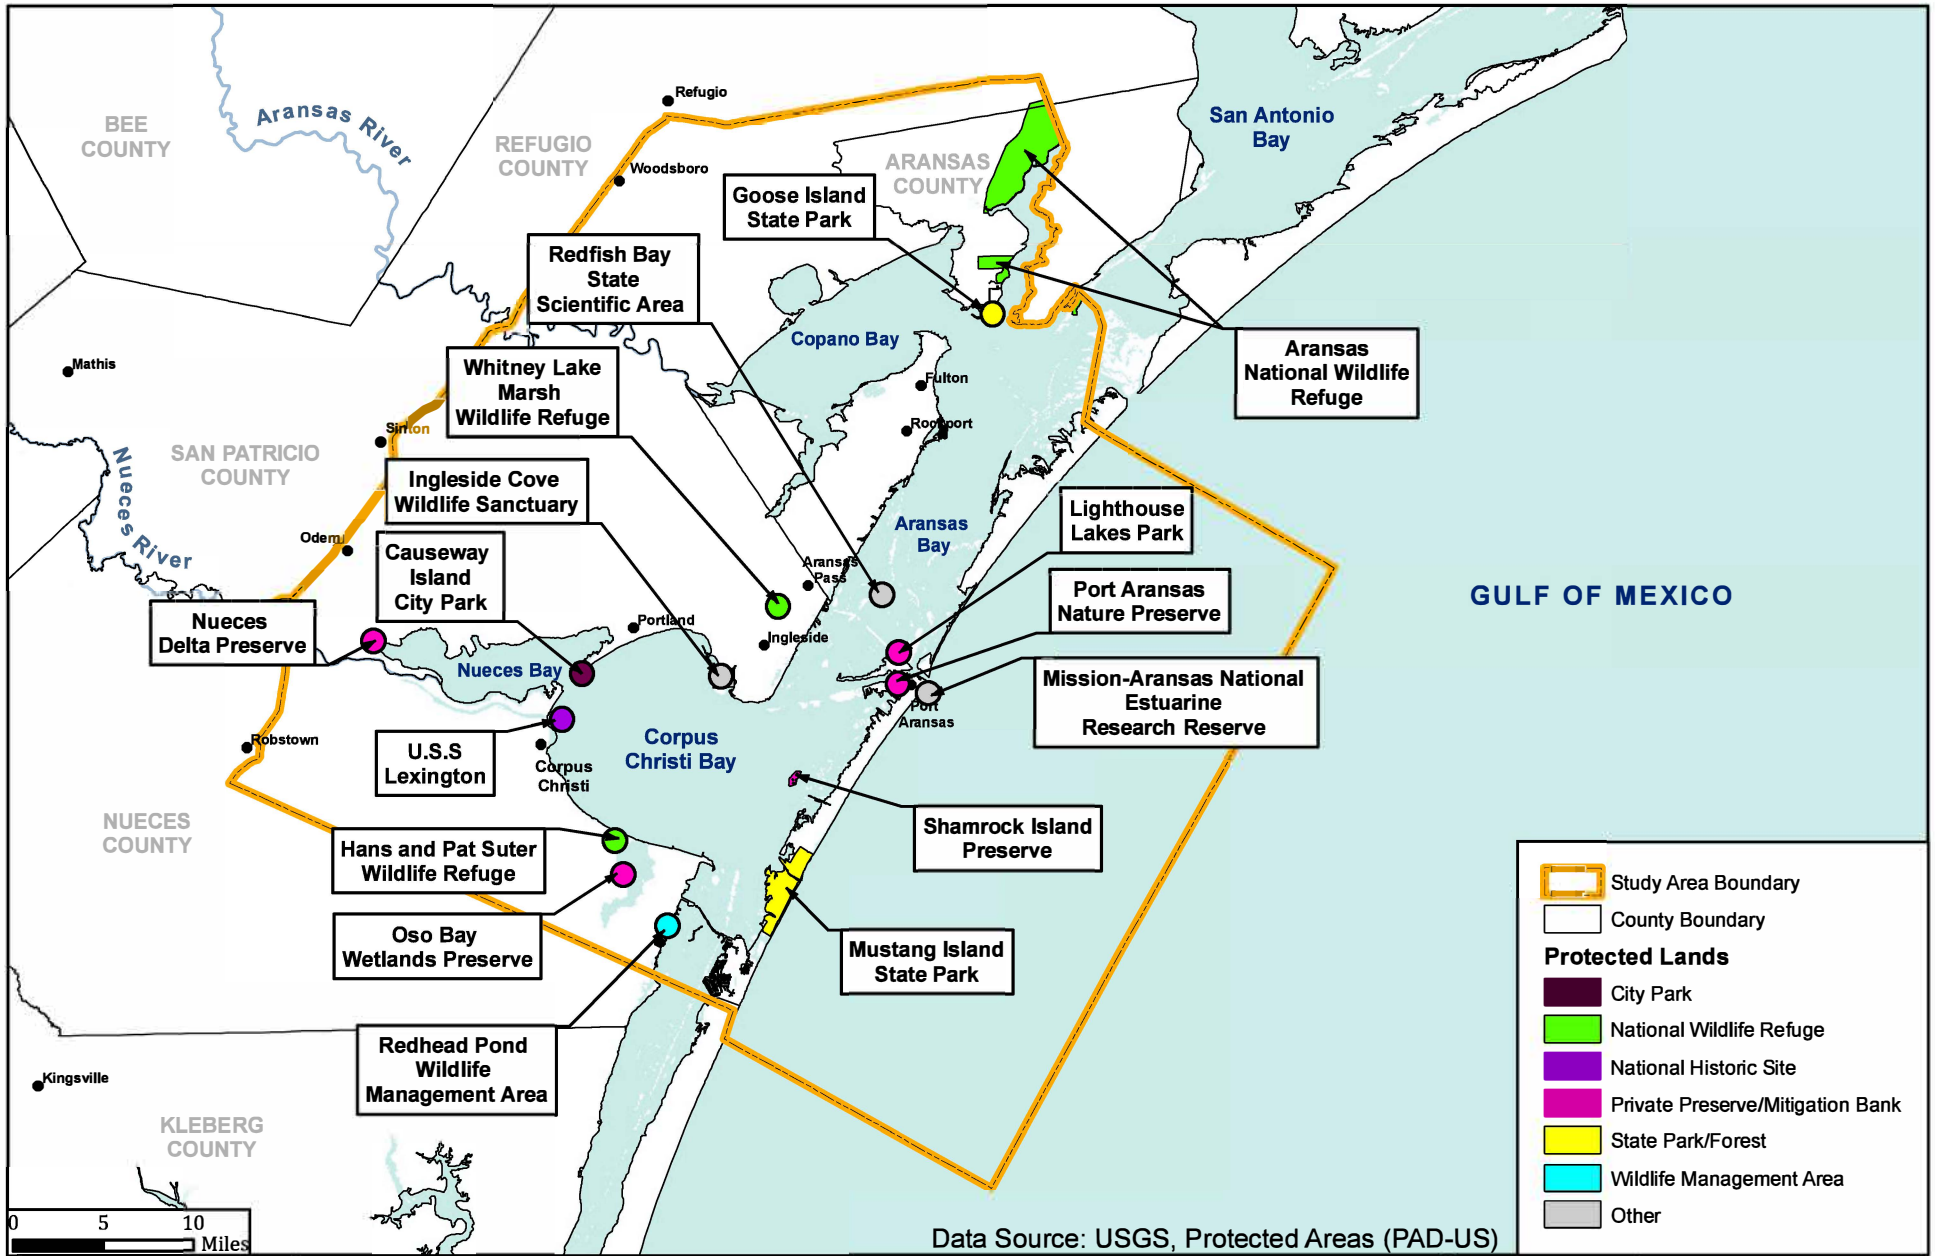 Refugio
Aransas River
BEE
COUNTY
REFUGIO
COUNTY
San Antonio
Bay
Woodsboro
ARANSAS
COUNTY
Goose Island
State Park
Redfish Bay
State
Scientific Area
Copano Bay
Aransas
National Wildlife
Refuge
Whitney Lake
Marsh
Wildlife Refuge
Mathis
Fulton
Rockport
Sinton
SAN PATRICIO
COUNTY
Nueces River
Ingleside Cove
Wildlife Sanctuary
Lighthouse
Lakes Park
Aransas
Bay
Odem
Causeway
Island
City Park
Aransas
Pass
Port Aransas
Nature Preserve
GULF OF MEXICO
Nueces
Delta Preserve
Portland
Ingleside
Nueces Bay
Mission-Aransas National
Estuarine
Research Reserve
Port
Aransas
Robstown
U.S.S
Lexington
Corpus
Christi Bay
Corpus
Christi
NUECES
COUNTY
Shamrock Island
Preserve
Hans and Pat Suter
Wildlife Refuge
Oso Bay
Wetlands Preserve
Mustang Island
State Park
Redhead Pond
Wildlife
Management Area
Kingsville
KLEBERG
COUNTY
0 5 10
Miles
Study Area Boundary
County Boundary
Protected Lands
City Park
National Wildlife Refuge
National Historic Site
Private Preserve/Mitigation Bank
State Park/Forest
Wildlife Management Area
Other
Data Source: USGS, Protected Areas (PAD-US)